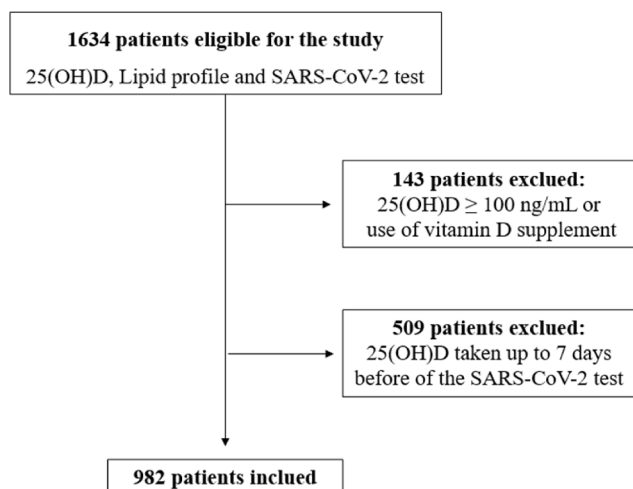 1634 patients eligible for the study
25(OH)D, Lipid profile and SARS-CoV-2 test
143 patients exclued:
25(OH)D ≥ 100 ng/mL or
use of vitamin D supplement
509 patients exclued:
25(OH)D taken up to 7 days
before of the SARS-CoV-2 test
982 patients inclued